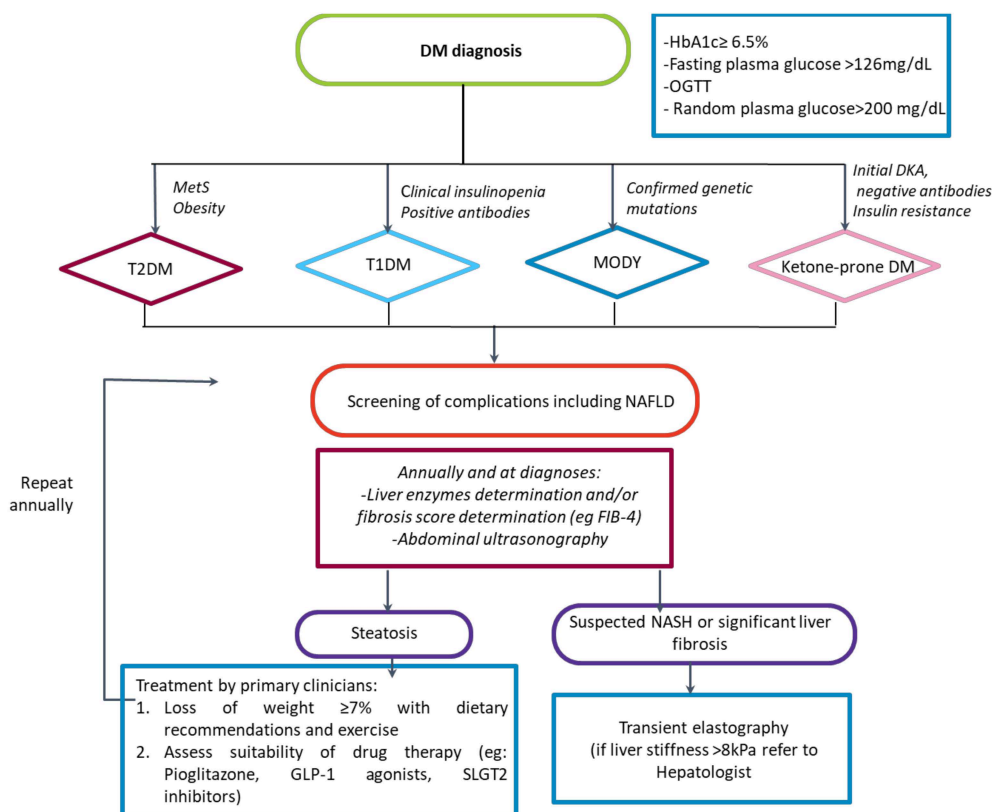 DM diagnosis
-HbA1c≥ 6.5%
-Fasting plasma glucose >126mg/dL
-OGTT
- Random plasma glucose>200 mg/dL
MetS
Obesity
Clinical insulinopenia
Positive antibodies
Confirmed genetic
mutations
Initial DKA,
negative antibodies
Insulin resistance
T2DM
T1DM
MODY
Ketone-prone DM
Screening of complications including NAFLD
Repeat
annually
Annually and at diagnoses:
-Liver enzymes determination and/or
fibrosis score determination (eg FIB-4)
-Abdominal ultrasonography
Steatosis
Suspected NASH or significant liver
fibrosis
Treatment by primary clinicians:
1. Loss of weight ≥7% with dietary
recommendations and exercise
2. Assess suitability of drug therapy (eg:
Pioglitazone, GLP-1 agonists, SLGT2
inhibitors)
Transient elastography
(if liver stiffness >8kPa refer to
Hepatologist